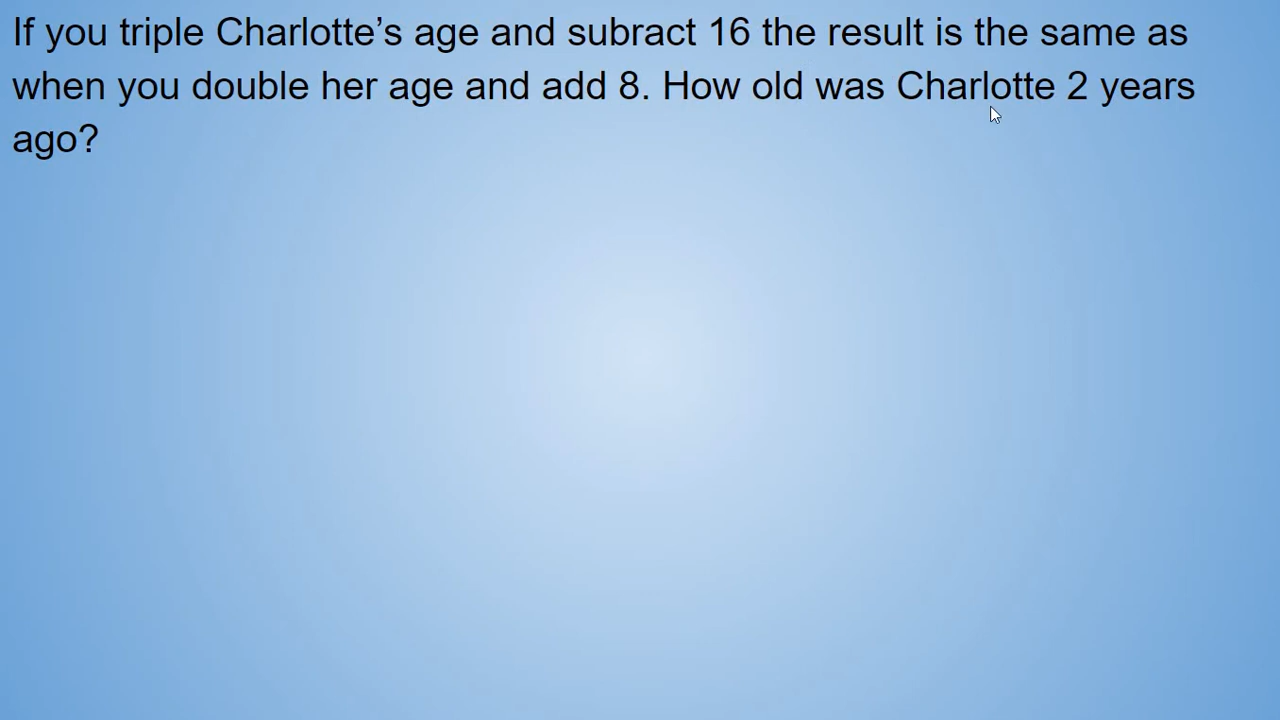 If you triple Charlotte’s age and subract 16 the result is the same as
when you double her age and add 8. How old was Charlotte 2 years
ago?